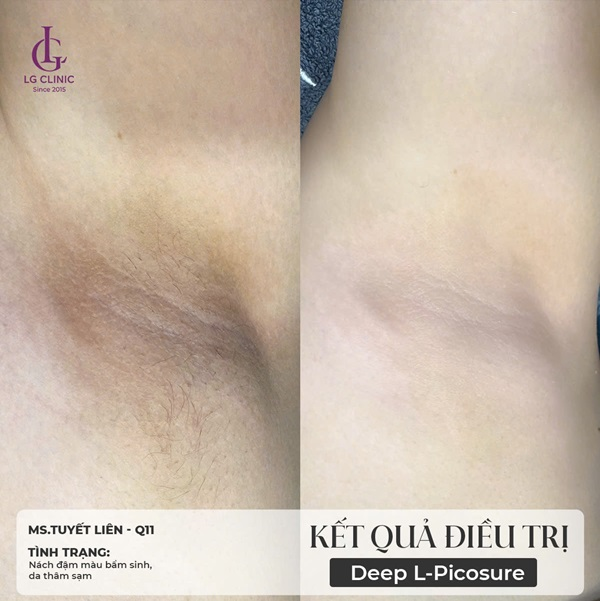 LG
LG CLINIC
Since 2015
MS.TUYẾT LIÊN - Q11
TÌNH TRẠNG:
Nách đậm màu bẩm sinh,
da thâm sạm
KẾT QUẢ ĐIỀU TRỊ
Deep L-Picosure